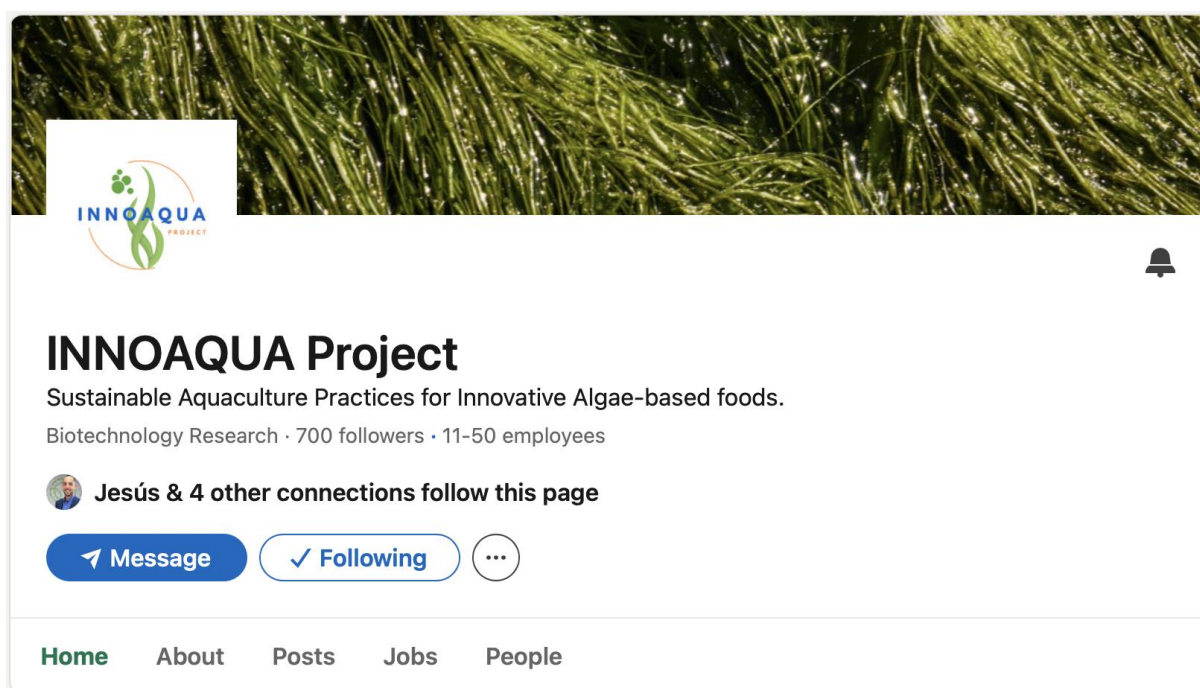 INNOAQUA
PROJECT
INNOAQUA Project
Sustainable Aquaculture Practices for Innovative Algae-based foods.
Biotechnology Research · 700 followers · 11-50 employees
Jesús & 4 other connections follow this page
Message
Following
Home About Posts Jobs People